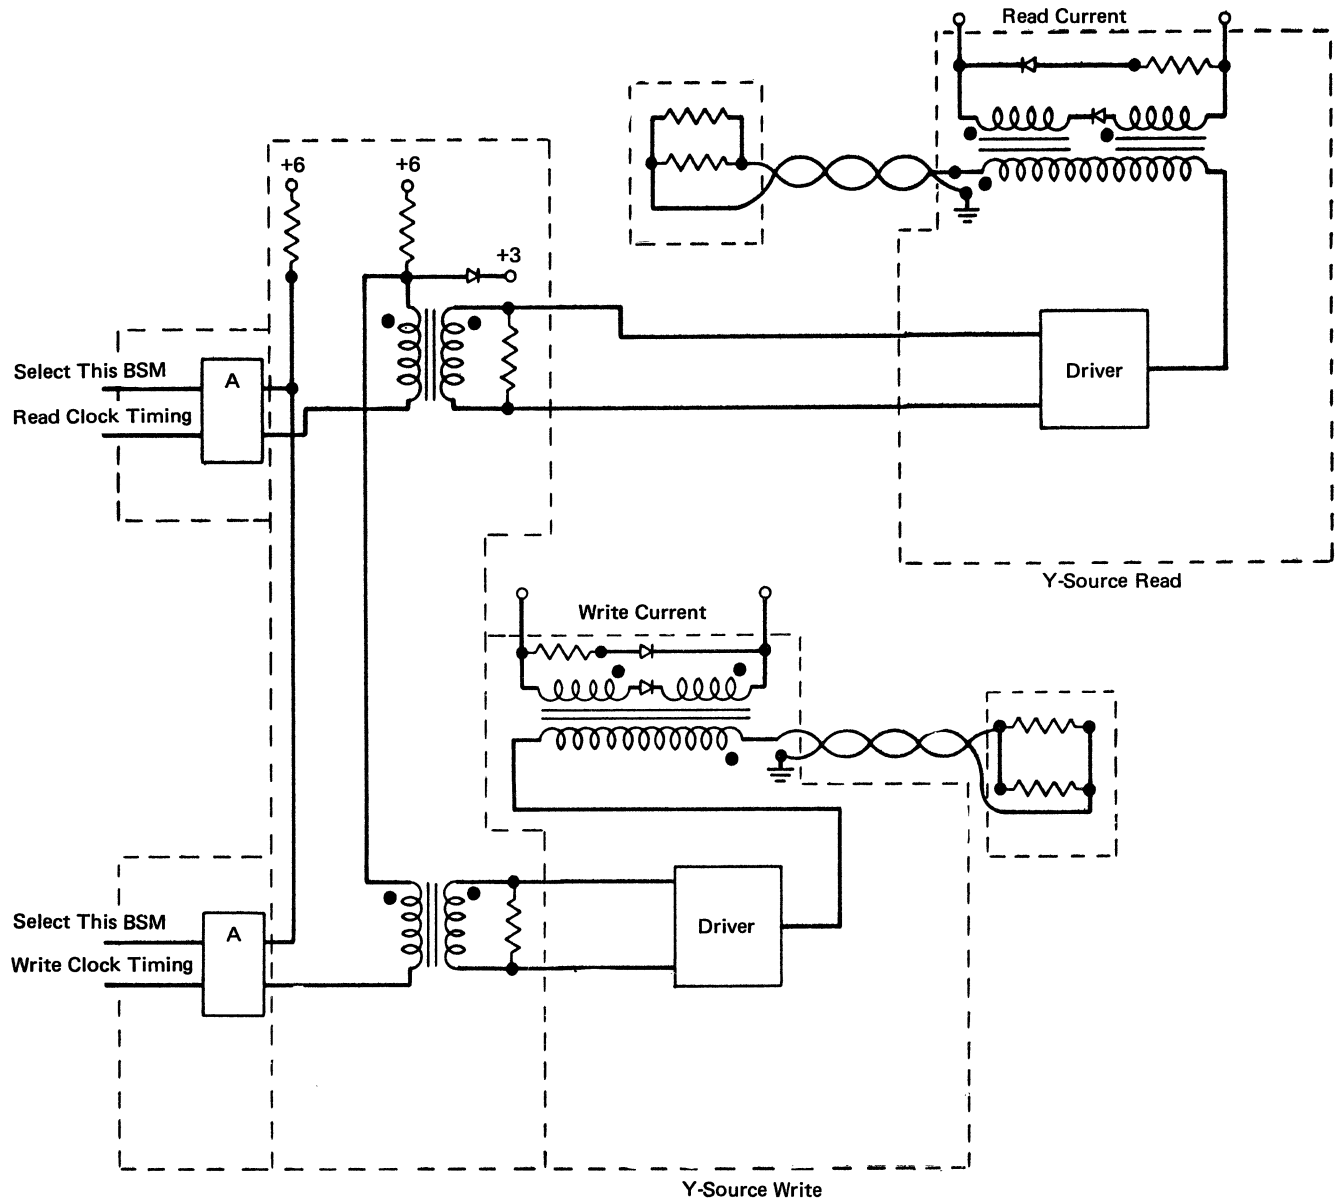 Read Current
+6
+6
+3
Select This BSM
A
Read Clock Timing
Driver
Y-Source Read
Write Current
Select This BSM
A
Write Clock Timing
Driver
Y-Source Write